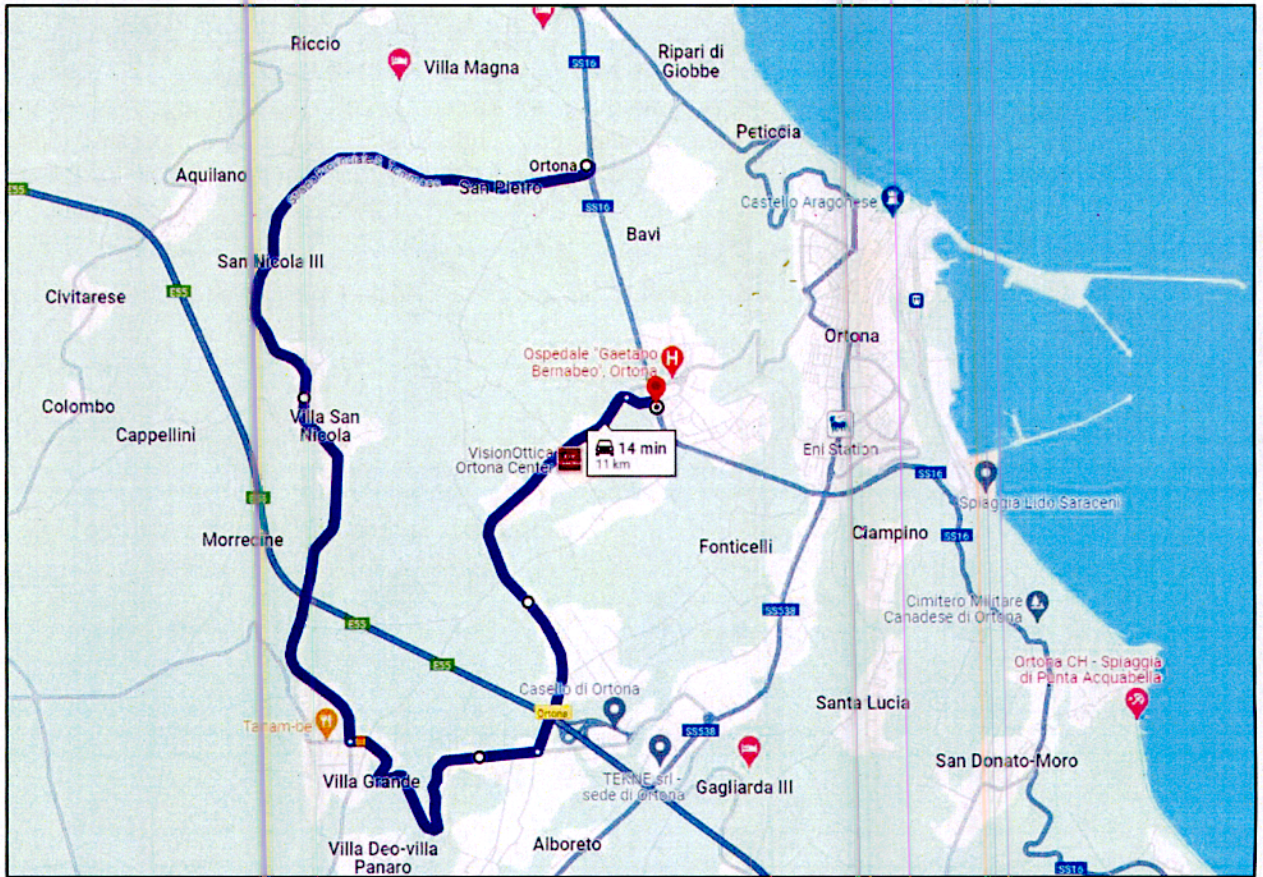 Riccio
Villa Magna
SS16
Ripari di
Giobbe
Peticcia
Ortona
Aquilano
San Pietro
E55
SS16
Castello Aragonese
Bavi
San Nicola III
Civitarese
E55
Ortona
Ospedale "Gaetano
Bernabeo", Ortona
H
Colombo
Cappellini
Villa San
Nicola
14 min
11 km
VisionOttica
Ortona Center
Eni Station
SS16
Spiaggia Lido Saraceni
E55
Morrecine
Fonticelli
Ciampino
SS16
SS538
Cimitero Militare
Canadese di Ortona
E55
E55
Ortona CH - Spiaggia
di Punta Acquabella
Casello di Ortona
Ortona
Santa Lucia
Tanam-be
SS538
San Donato-Moro
Villa Grande
TEKNE srl -
sede di Ortona
Gagliarda III
Villa Deo-villa
Panaro
Alboreto
SS16